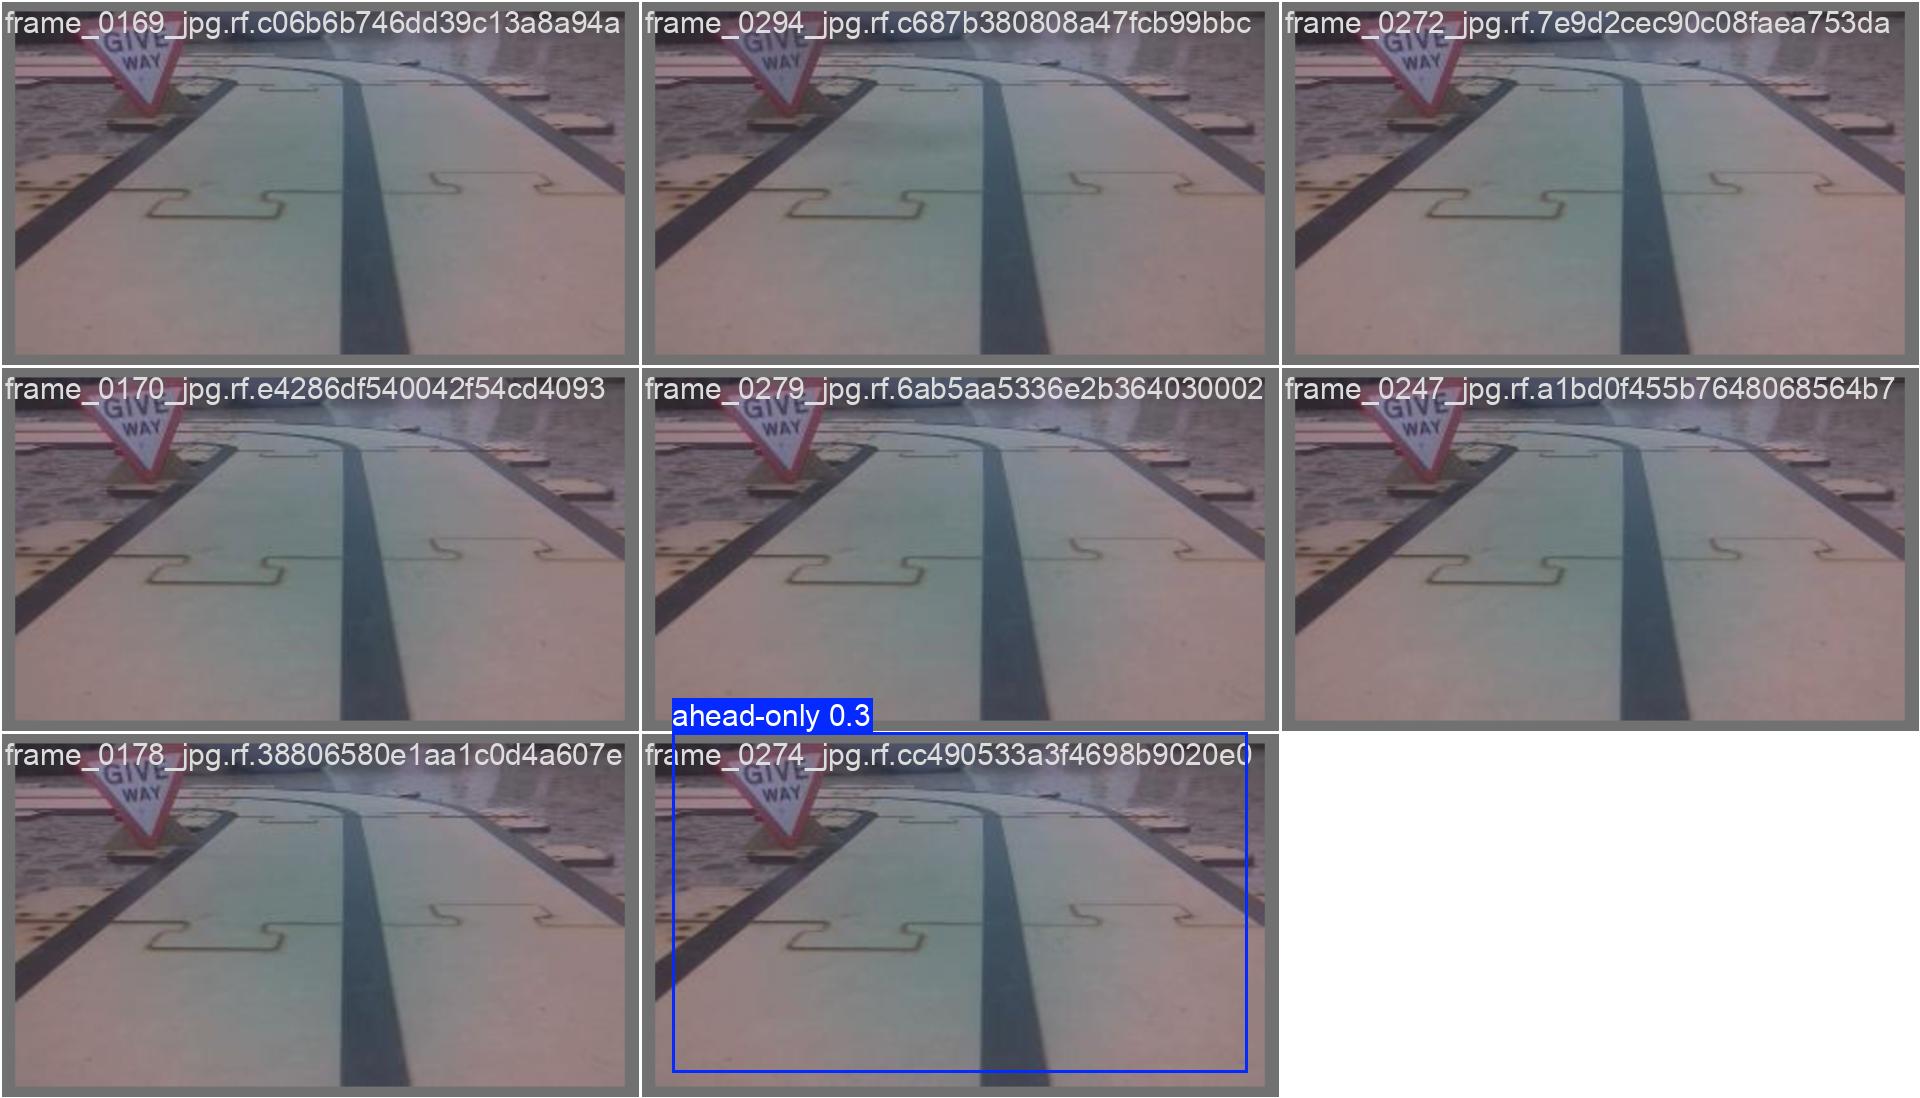 frame_0169_jpg.rf.c06b6b746dd39c13a8a94a
GIVE
WAY
frame_0294_jpg.rf.c687b380808a47fcb99bbc
GIVE
WAY
frame_0272_jpg.rf.7e9d2cec90c08faea753da
GIVE
WAY
frame_0170_jpg.rf.e4286df540042f54cd4093
GIVE
WAY
frame_0279_jpg.rf.6ab5aa5336e2b364030002
GIVE
WAY
frame_0247_jpg.rf.a1bd0f455b7648068564b7
GIVE
WAY
ahead-only 0.3
frame_0178_jpg.rf.38806580e1aa1c0d4a607e
GIVE
WAY
frame_0274_jpg.rf.cc490533a3f4698b9020e0
GIVE
WAY